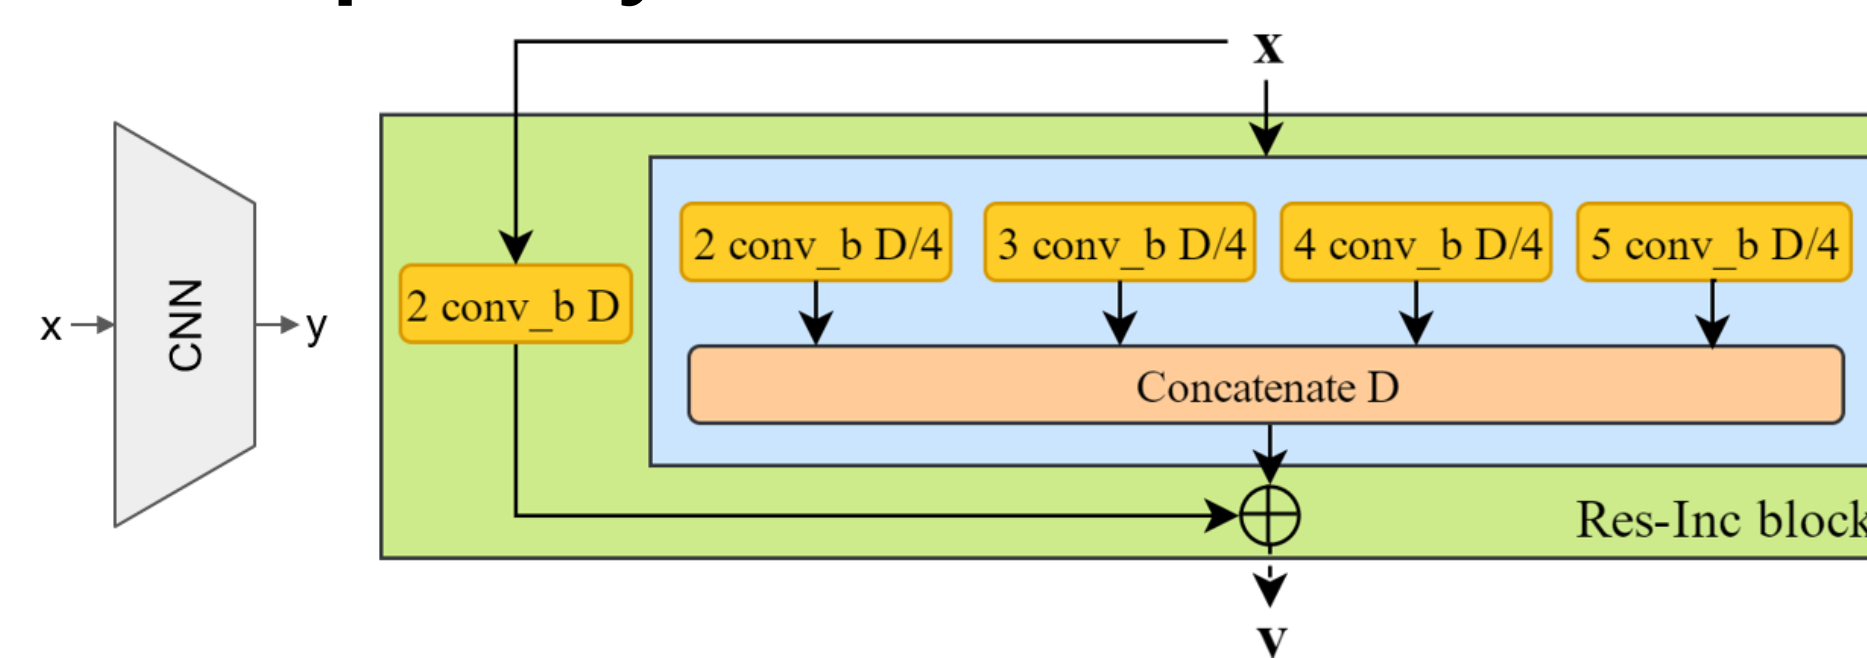 x
2 conv_b D/4
3 conv_b D/4
4 conv_b D/4
5 conv_b D/4
2 conv_b D
x
CNN
y
Concatenate D
Res-Inc block